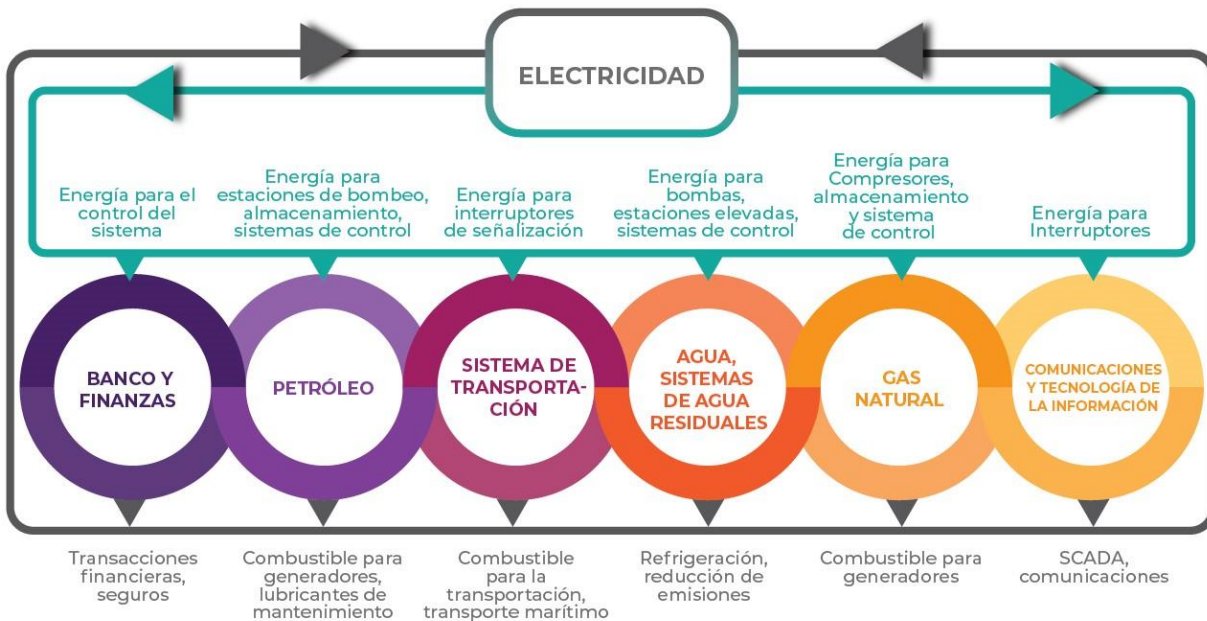 ELECTRICIDAD
Energía para el
control del
sistema
Energía para
estaciones de bombeo,
almacenamiento,
sistemas de control
Energía para
interruptores
de señalización
Energía para
bombas,
estaciones elevadas,
sistemas de control
Energía para
Compresores,
almacenamiento
y sistema
de control
Energía para
Interruptores
BANCO Y
FINANZAS
PETRÓLEO
SISTEMA DE
TRANSPORTA-
CIÓN
AGUA,
SISTEMAS
DE AGUA
RESIDUALES
GAS
NATURAL
COMUNICACIONES
Y TECNOLOGÍA DE
LA INFORMACIÓN
Transacciones
financieras,
seguros
Combustible para
generadores,
lubricantes de
mantenimiento
Combustible
para la
transportación,
transporte marítimo
Refrigeración,
reducción de
emisiones
Combustible para
generadores
SCADA,
comunicaciones